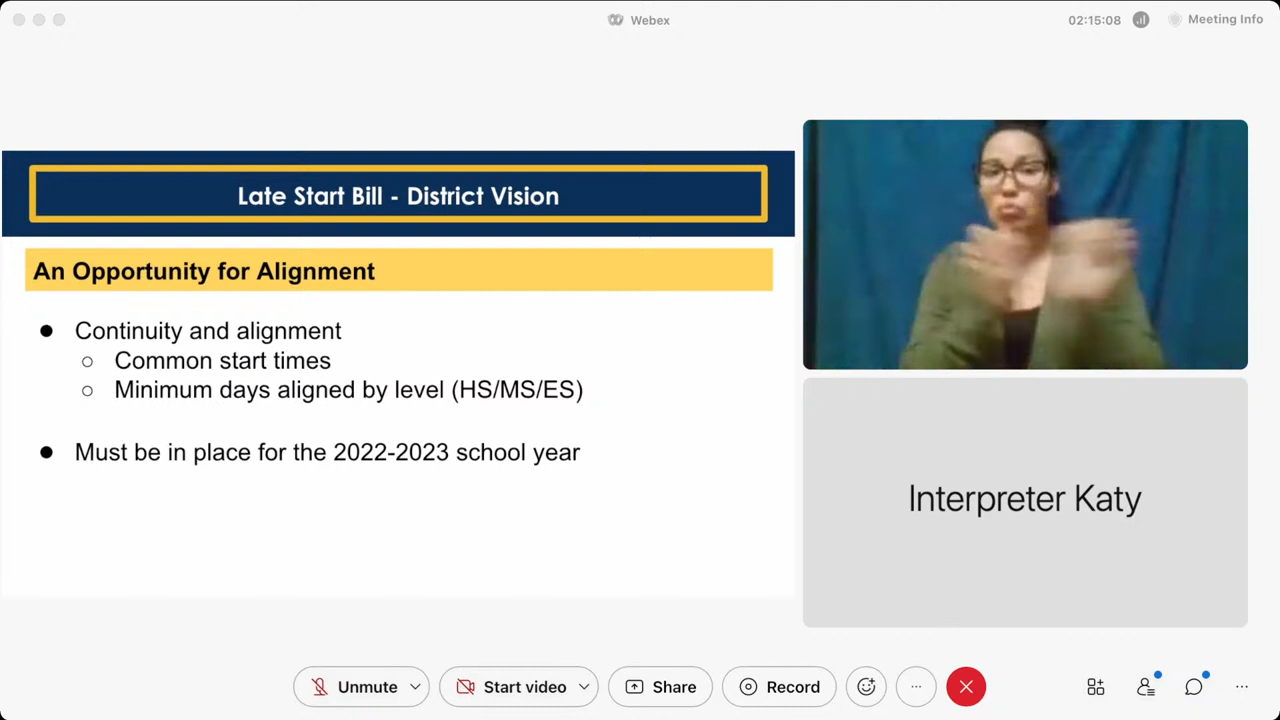 Webex
02:15:08
Meeting Info
Late Start Bill - District Vision
An Opportunity for Alignment
● Continuity and alignment
○ Common start times
○ Minimum days aligned by level (HS/MS/ES)
● Must be in place for the 2022-2023 school year
Interpreter Katy
Unmute
Start video
Share
Record